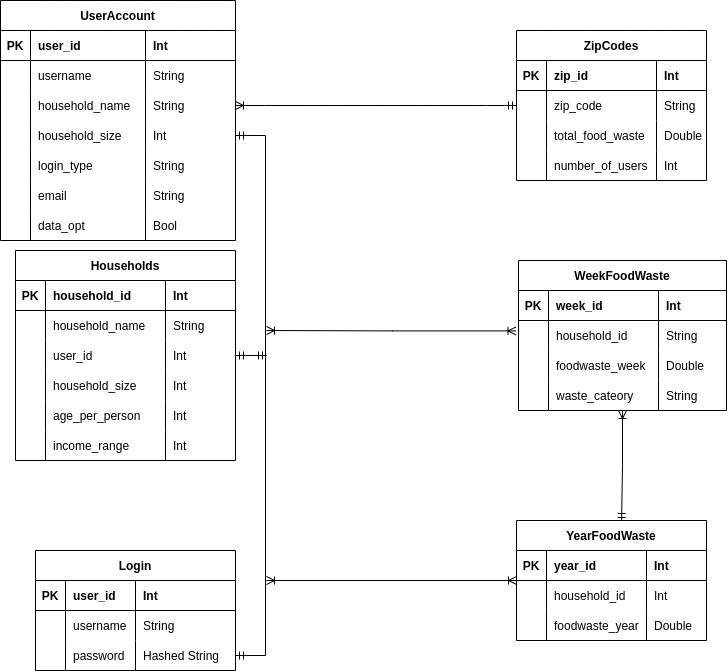 UserAccount
PK user_id Int
username String
household_name String
household_size Int
login_type String
email String
data_opt Bool
ZipCodes
PK zip_id Int
zip_code String
total_food_waste Double
number_of_users Int
Households
PK household_id Int
household_name String
user_id Int
household_size Int
age_per_person Int
income_range Int
WeekFoodWaste
PK week_id Int
household_id String
foodwaste_week Double
waste_cateory String
Login
PK user_id Int
username String
password Hashed String
YearFoodWaste
PK year_id Int
household_id Int
foodwaste_year Double